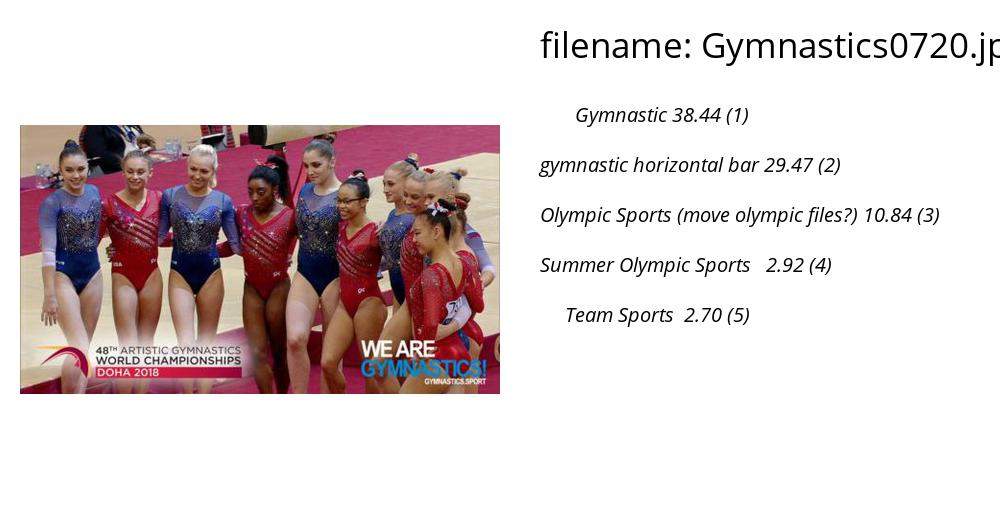 filename: Gymnastics0720.jp
Gymnastic 38.44 (1)
gymnastic horizontal bar 29.47 (2)
Olympic Sports (move olympic files?) 10.84 (3)
Summer Olympic Sports 2.92 (4)
Team Sports 2.70 (5)
48TH ARTISTIC GYMNASTICS
WORLD CHAMPIONSHIPS
DOHA 2018
WE ARE
GYMNASTICS!
GYMNASTICS.SPORT
USA